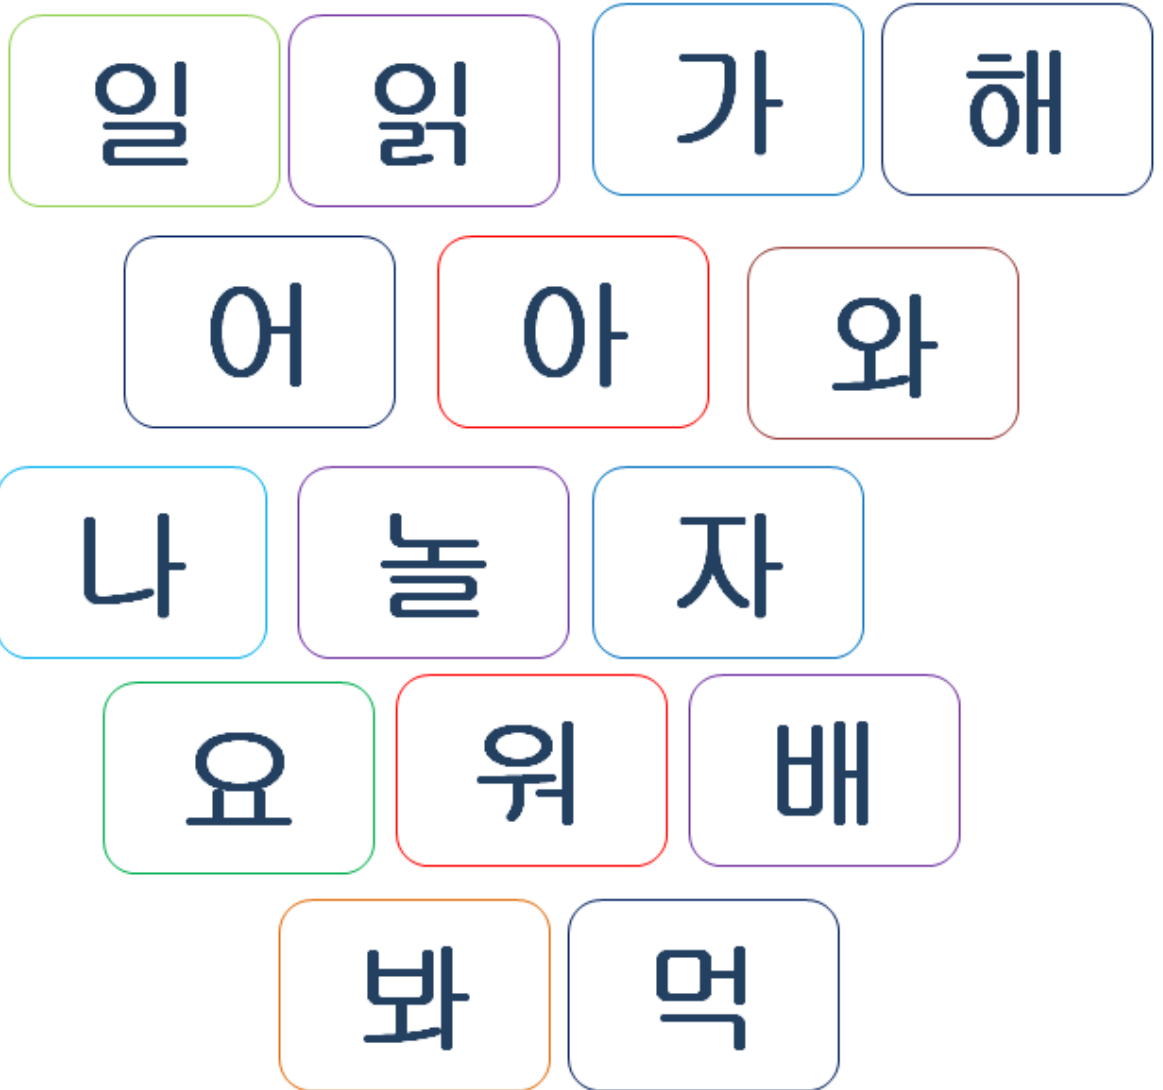 일 읽 가 해
어 아 와
나 놀 자
요 워 배
봐 먹